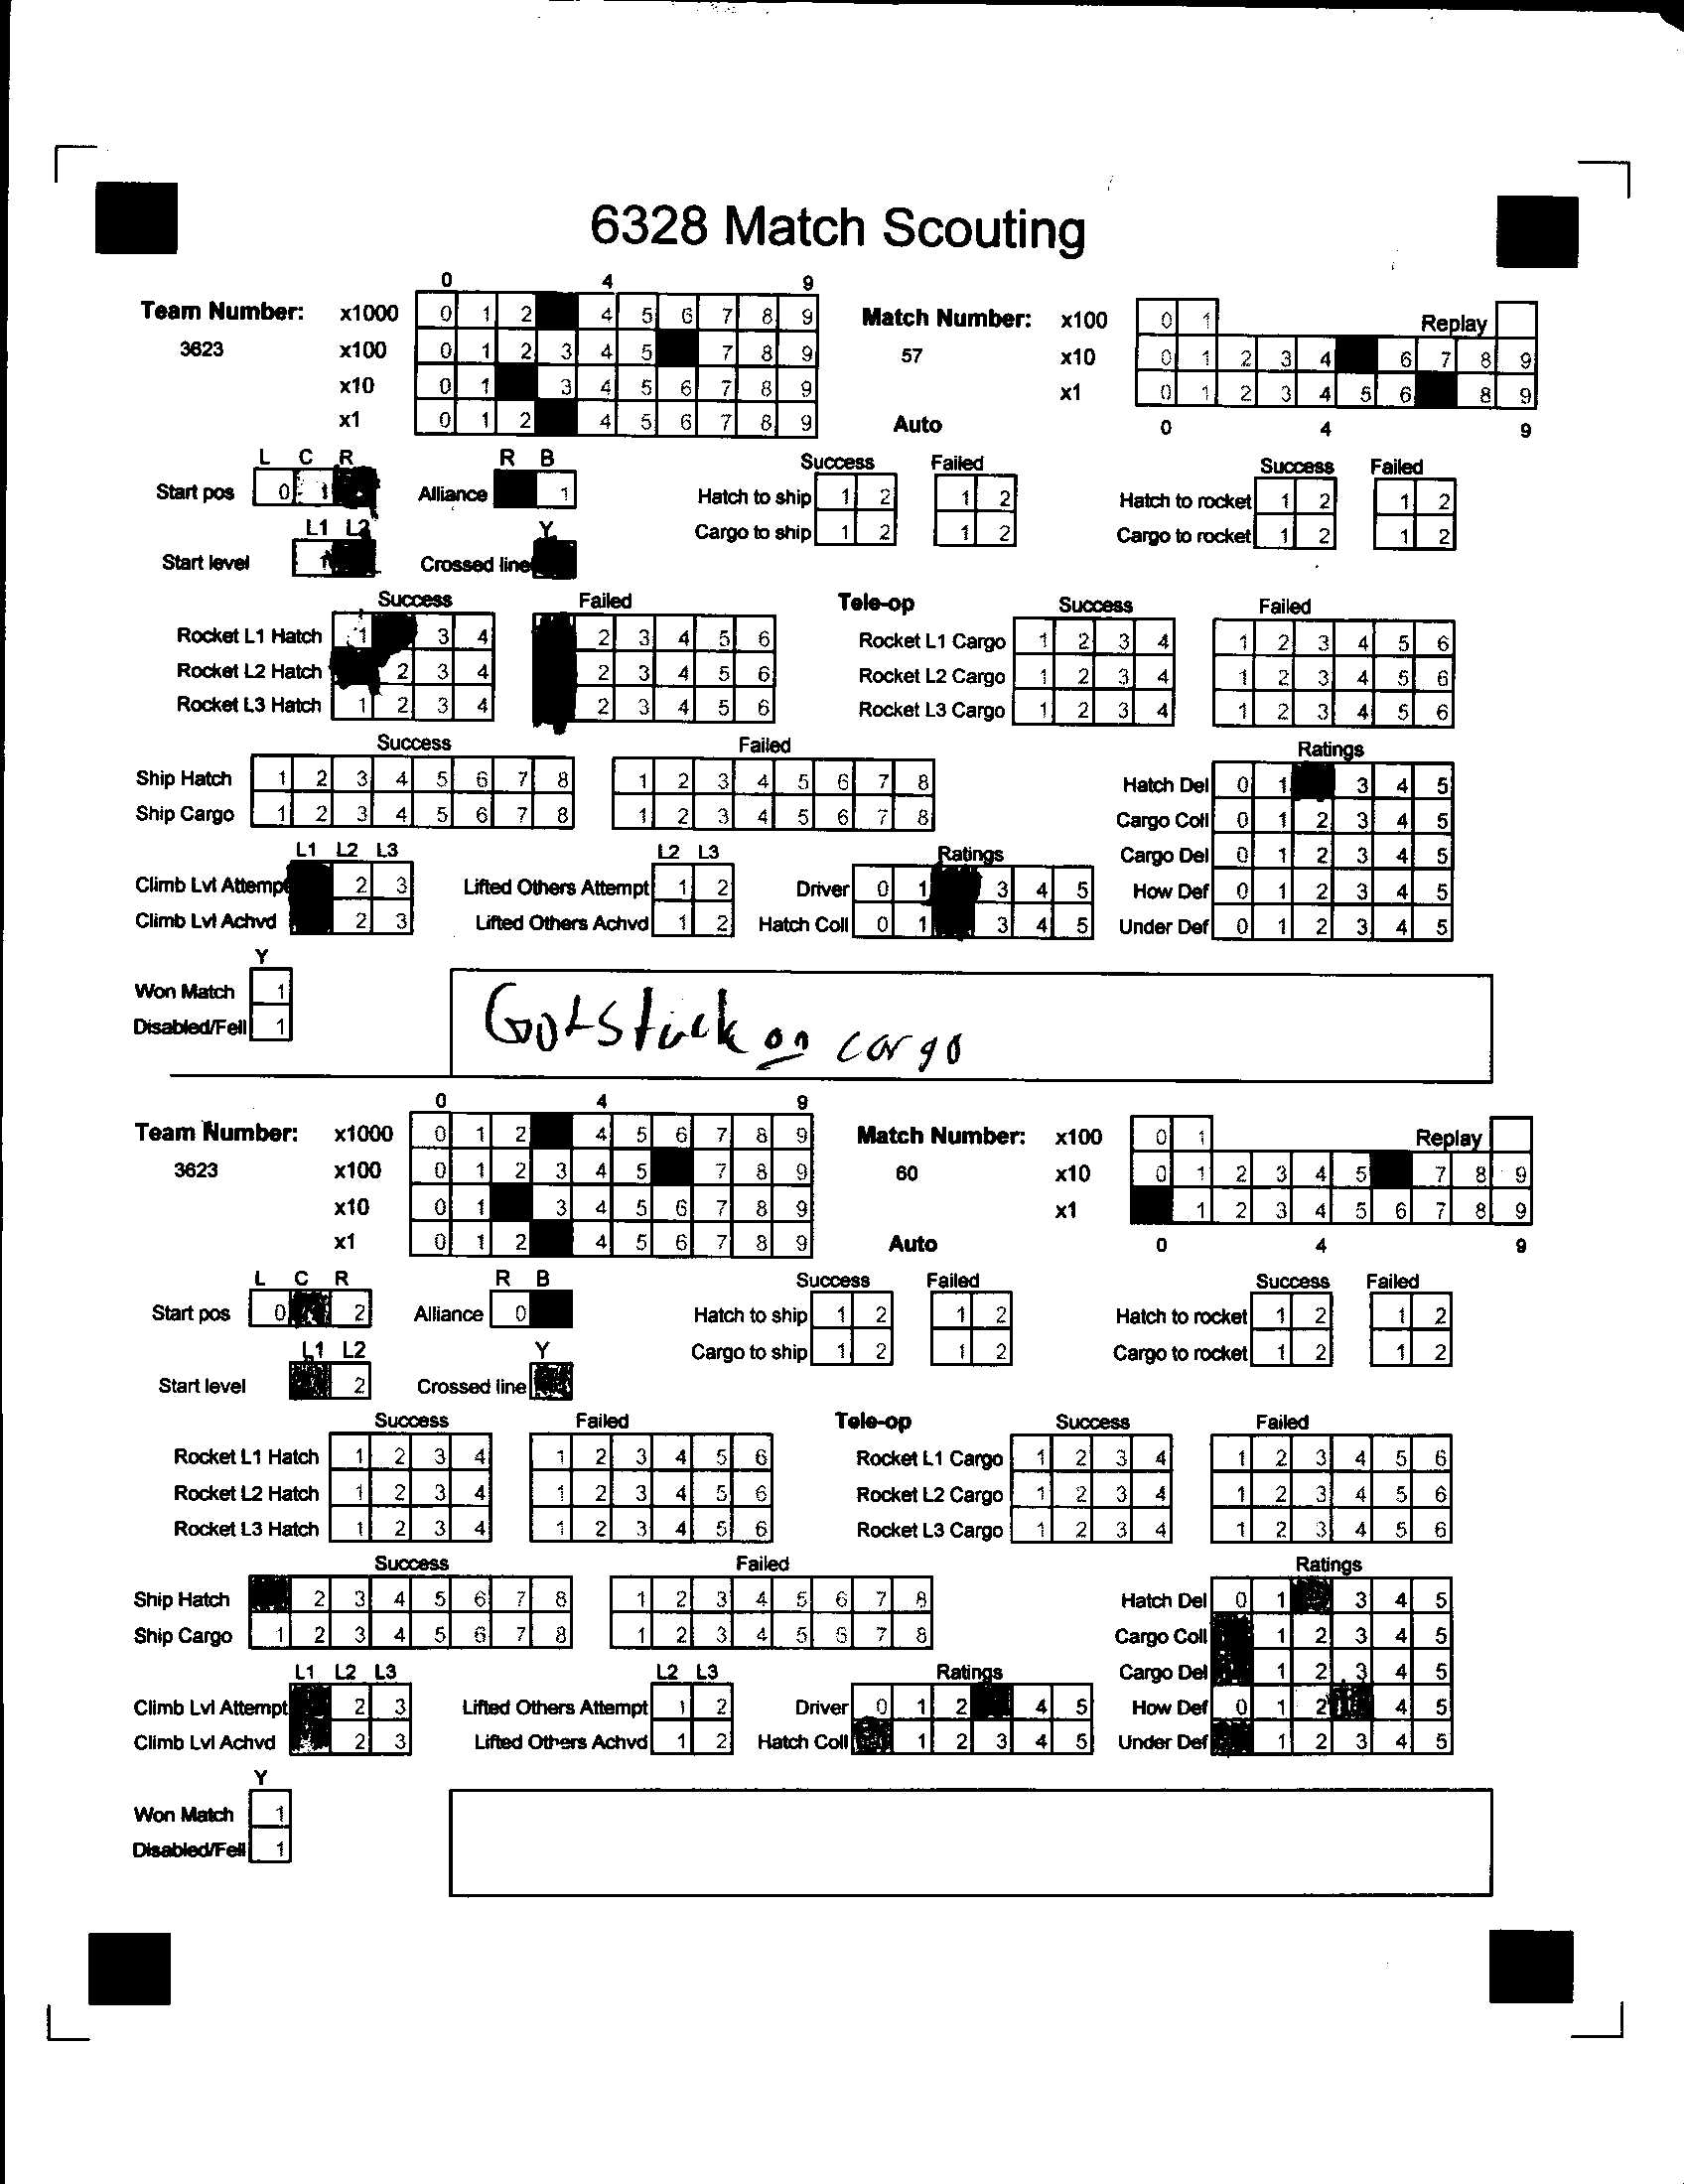 6328 Match Scouting
0 4 9
Team Number: x1000 0 1 2 4 5 6 7 8 9 Match Number: x100 0 1 Replay
3623 x100 0 1 2 3 4 5 7 8 9 57 x10 0 1 2 3 4 6 7 8 9
x10 0 1 3 4 5 6 7 8 9 x1 0 1 2 3 4 5 6 8 9
x1 0 1 2 4 5 6 7 8 9 Auto 0 4 9
L C R R B Success Failed Success Failed
Start pos 0 1 Alliance 1 Hatch to ship 1 2 1 2 Hatch to rocket 1 2 1 2
L1 L2 Y Cargo to ship 1 2 1 2 Cargo to rocket 1 2 1 2
Start level 1 Crossed line
Success Failed Tele-op Success Failed
Rocket L1 Hatch 1 3 4 2 3 4 5 6 Rocket L1 Cargo 1 2 3 4 1 2 3 4 5 6
Rocket L2 Hatch 2 3 4 2 3 4 5 6 Rocket L2 Cargo 1 2 3 4 1 2 3 4 5 6
Rocket L3 Hatch 1 2 3 4 2 3 4 5 6 Rocket L3 Cargo 1 2 3 4 1 2 3 4 5 6
Success Failed Ratings
Ship Hatch 1 2 3 4 5 6 7 8 1 2 3 4 5 6 7 8 Hatch Del 0 1 3 4 5
Ship Cargo 1 2 3 4 5 6 7 8 1 2 3 4 5 6 7 8 Cargo Coll 0 1 2 3 4 5
L1 L2 L3 L2 L3 Ratings Cargo Del 0 1 2 3 4 5
Climb Lvl Attempt 2 3 Lifted Others Attempt 1 2 Driver 0 1 3 4 5 How Def 0 1 2 3 4 5
Climb Lvl Achvd 2 3 Lifted Others Achvd 1 2 Hatch Coll 0 1 3 4 5 Under Def 0 1 2 3 4 5
Y
Won Match 1
Disabled/Fell 1
Got stuck on cargo
0 4 9
Team Number: x1000 0 1 2 4 5 6 7 8 9 Match Number: x100 0 1 Replay
3623 x100 0 1 2 3 4 5 7 8 9 60 x10 0 1 2 3 4 5 7 8 9
x10 0 1 3 4 5 6 7 8 9 x1 1 2 3 4 5 6 7 8 9
x1 0 1 2 4 5 6 7 8 9 Auto 0 4 9
L C R R B Success Failed Success Failed
Start pos 0 2 Alliance 0 Hatch to ship 1 2 1 2 Hatch to rocket 1 2 1 2
L1 L2 Y Cargo to ship 1 2 1 2 Cargo to rocket 1 2 1 2
Start level 2 Crossed line
Success Failed Tele-op Success Failed
Rocket L1 Hatch 1 2 3 4 1 2 3 4 5 6 Rocket L1 Cargo 1 2 3 4 1 2 3 4 5 6
Rocket L2 Hatch 1 2 3 4 1 2 3 4 5 6 Rocket L2 Cargo 1 2 3 4 1 2 3 4 5 6
Rocket L3 Hatch 1 2 3 4 1 2 3 4 5 6 Rocket L3 Cargo 1 2 3 4 1 2 3 4 5 6
Success Failed Ratings
Ship Hatch 2 3 4 5 6 7 8 1 2 3 4 5 6 7 8 Hatch Del 0 1 3 4 5
Ship Cargo 1 2 3 4 5 6 7 8 1 2 3 4 5 6 7 8 Cargo Coll 1 2 3 4 5
L1 L2 L3 L2 L3 Ratings Cargo Del 1 2 3 4 5
Climb Lvl Attempt 2 3 Lifted Others Attempt 1 2 Driver 0 1 2 4 5 How Def 0 1 2 4 5
Climb Lvl Achvd 2 3 Lifted Others Achvd 1 2 Hatch Coll 1 2 3 4 5 Under Def 1 2 3 4 5
Y
Won Match 1
Disabled/Fell 1